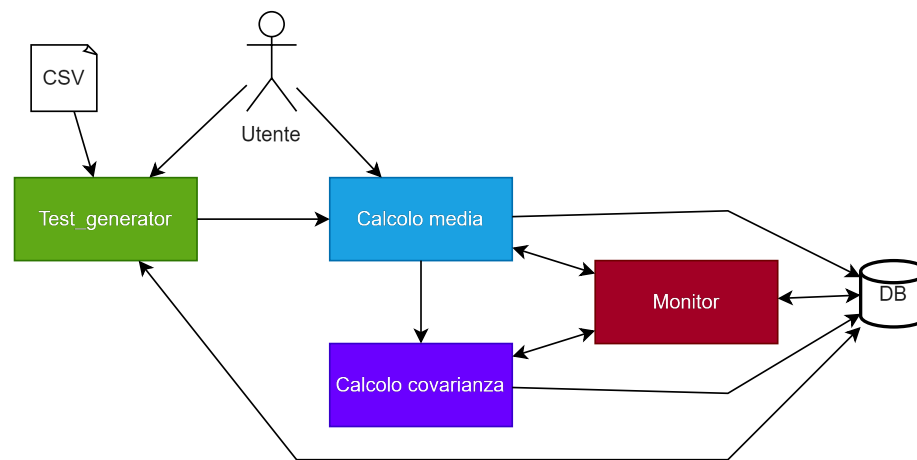 CSV
Utente
Test_generator
Calcolo media
Monitor
DB
Calcolo covarianza